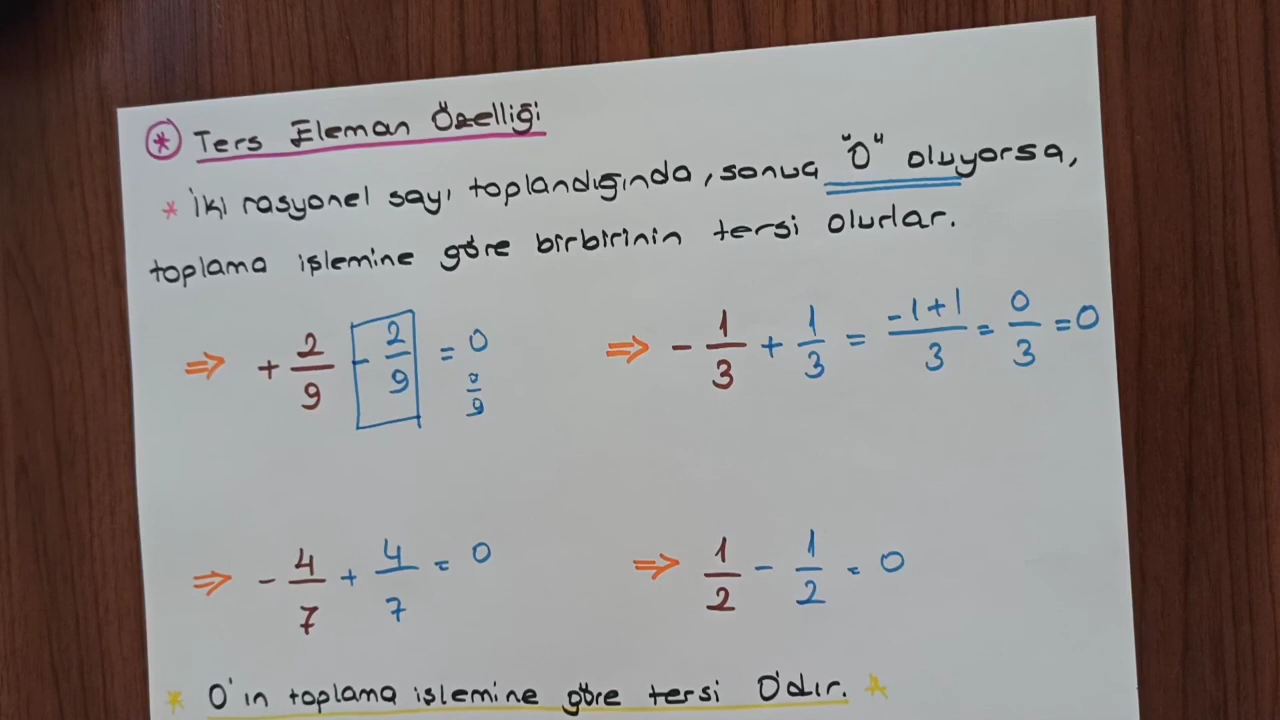 * Ters Eleman Özelliği
* İki rasyonel sayı toplandığında, sonuç "0" oluyorsa,
toplama işlemine göre birbirinin tersi olurlar.
⇒ + 2/9 - 2/9 = 0 0/9
⇒ - 1/3 + 1/3 = -1+1/3 = 0/3 = 0
⇒ - 4/7 + 4/7 = 0
⇒ 1/2 - 1/2 = 0
* 0'ın toplama işlemine göre tersi 0'dır. *